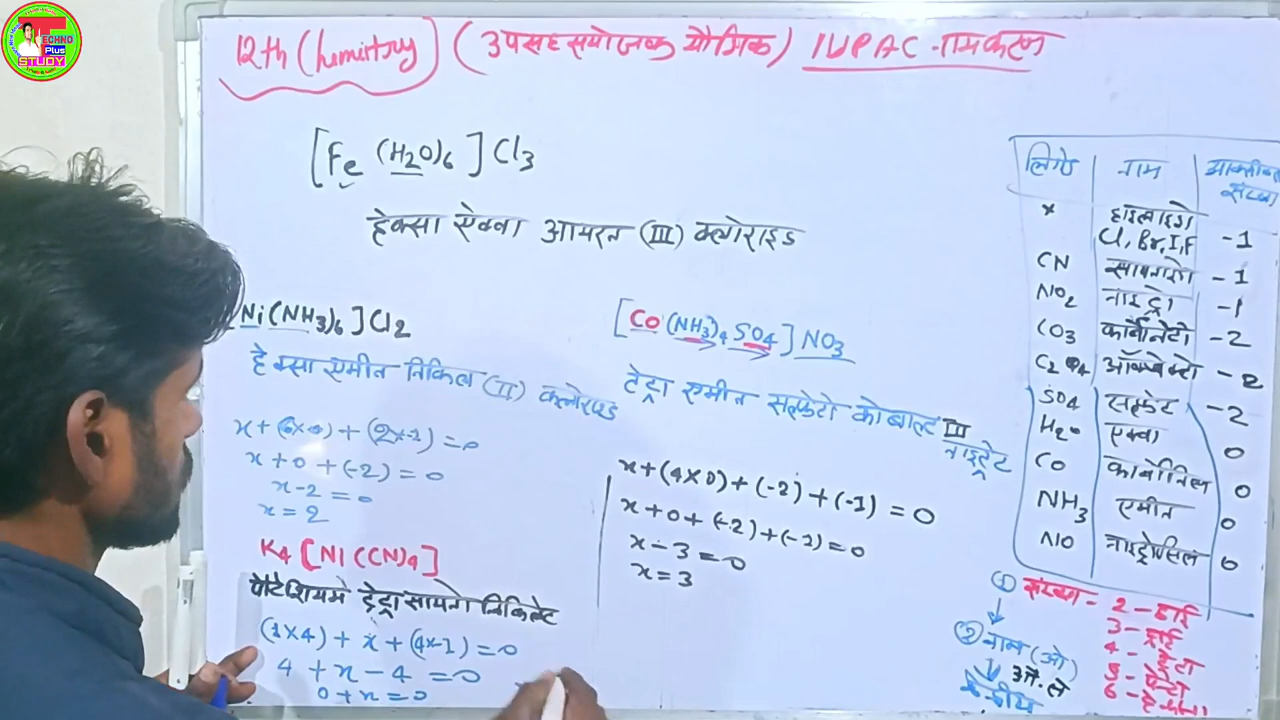 TECHNO
Plus
STUDY
12th (Chemistry) (उपसहसंयोजक यौगिक) IUPAC नामकरण
[Fe (H2O)6] Cl3
हेक्सा ऐक्वा आयरन (III) क्लोराइड
Ni(NH3)6]Cl2
हेक्सा एमीन निकिल (II) क्लोराइड
x + (6×0) + (2×-1) = 0
x + 0 + (-2) = 0
x - 2 = 0
x = 2
K4 [Ni(CN)4]
पोटेशियम टेट्रा सायनो निकिलेट
(1×4) + x + (4×-1) = 0
4 + x - 4 = 0
0 + x = 0
[Co(NH3)4 SO4] NO3
टेट्रा एमीन सल्फेटो कोबाल्ट III
नाइट्रेट
x + (4×0) + (-2) + (-1) = 0
x + 0 + (-2) + (-1) = 0
x - 3 = 0
x = 3
लिगेंड नाम
संख्या
x हालाइडो
Cl, Br, I, F -1
CN सायनो -1
NO2 नाइट्रो -1
CO3 कार्बोनेटो -2
C2O4 ऑक्जेलेटो -2
SO4 सल्फेट -2
H2O एक्वा 0
CO कार्बोनिल 0
NH3 एमीन 0
NO नाइट्रोसिल 0
① संख्या - 2 - डाई
3 - ट्राई
4 - टेट्रा
5 - पेन्टा
6 - हेक्सा
② नाम (ओ)